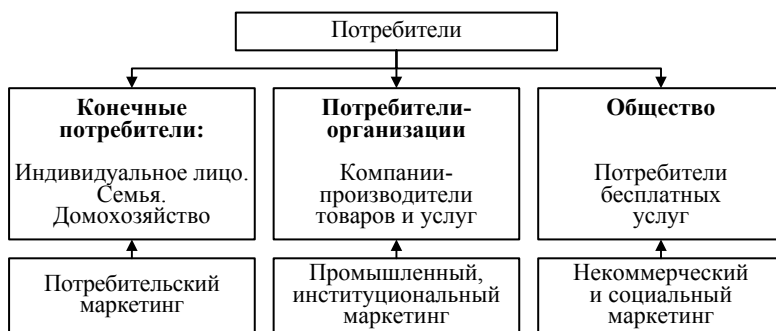 Потребители
Конечные
потребители:
Индивидуальное лицо.
Семья.
Домохозяйство
Потребители-
организации
Компании-
производители
товаров и услуг
Общество
Потребители
бесплатных
услуг
Потребительский
маркетинг
Промышленный,
институциональный
маркетинг
Некоммерческий
и социальный
маркетинг